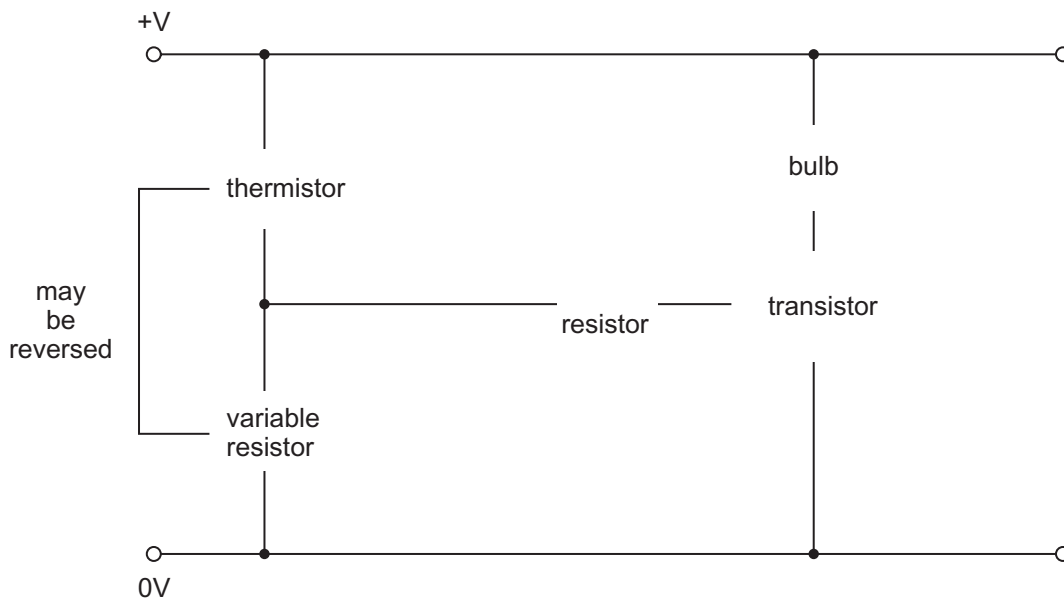 +V
bulb
thermistor
may
be
reversed
transistor
resistor
variable
resistor
0V